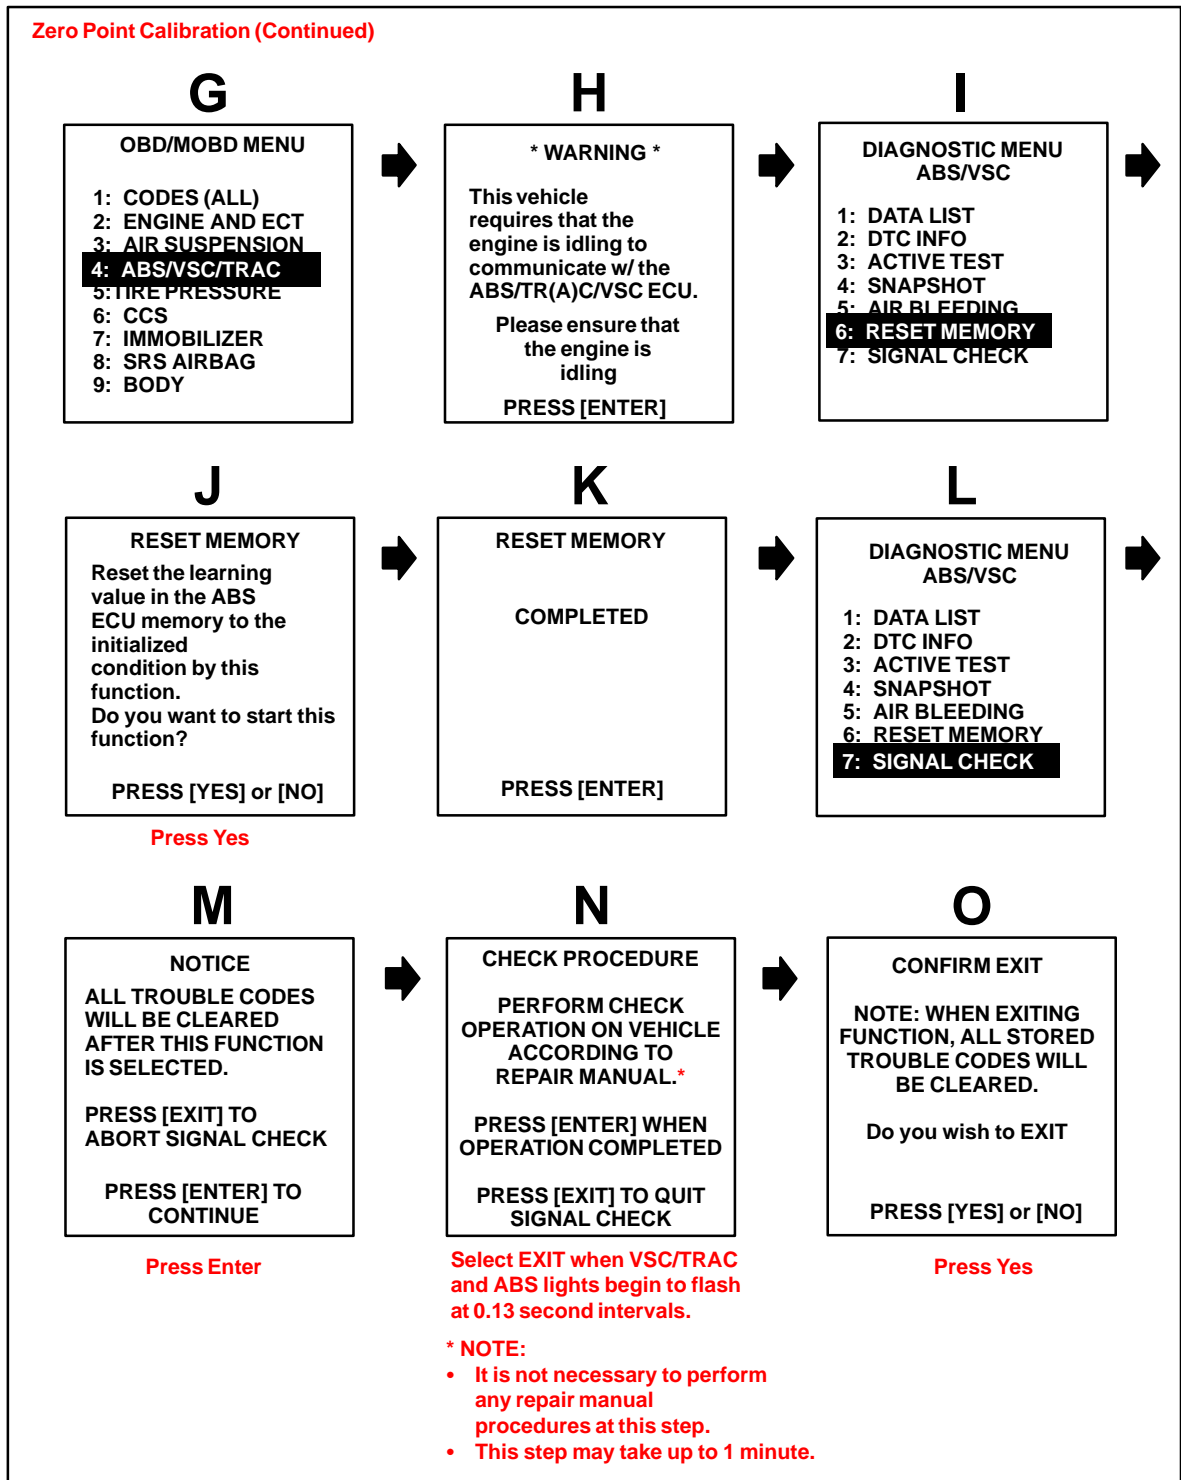 Zero Point Calibration (Continued)
G
OBD/MOBD MENU
1: CODES (ALL)
2: ENGINE AND ECT
3: AIR SUSPENSION
4: ABS/VSC/TRAC
5:TIRE PRESSURE
6: CCS
7: IMMOBILIZER
8: SRS AIRBAG
9: BODY
H
* WARNING *
This vehicle
requires that the
engine is idling to
communicate w/ the
ABS/TR(A)C/VSC ECU.
Please ensure that
the engine is
idling
PRESS [ENTER]
I
DIAGNOSTIC MENU
ABS/VSC
1: DATA LIST
2: DTC INFO
3: ACTIVE TEST
4: SNAPSHOT
5: AIR BLEEDING
6: RESET MEMORY
7: SIGNAL CHECK
J
RESET MEMORY
Reset the learning
value in the ABS
ECU memory to the
initialized
condition by this
function.
Do you want to start this
function?
PRESS [YES] or [NO]
Press Yes
K
RESET MEMORY
COMPLETED
PRESS [ENTER]
L
DIAGNOSTIC MENU
ABS/VSC
1: DATA LIST
2: DTC INFO
3: ACTIVE TEST
4: SNAPSHOT
5: AIR BLEEDING
6: RESET MEMORY
7: SIGNAL CHECK
M
NOTICE
ALL TROUBLE CODES
WILL BE CLEARED
AFTER THIS FUNCTION
IS SELECTED.
PRESS [EXIT] TO
ABORT SIGNAL CHECK
PRESS [ENTER] TO
CONTINUE
Press Enter
N
CHECK PROCEDURE
PERFORM CHECK
OPERATION ON VEHICLE
ACCORDING TO
REPAIR MANUAL.*
PRESS [ENTER] WHEN
OPERATION COMPLETED
PRESS [EXIT] TO QUIT
SIGNAL CHECK
Select EXIT when VSC/TRAC
and ABS lights begin to flash
at 0.13 second intervals.
* NOTE:
• It is not necessary to perform
any repair manual
procedures at this step.
• This step may take up to 1 minute.
O
CONFIRM EXIT
NOTE: WHEN EXITING
FUNCTION, ALL STORED
TROUBLE CODES WILL
BE CLEARED.
Do you wish to EXIT
PRESS [YES] or [NO]
Press Yes